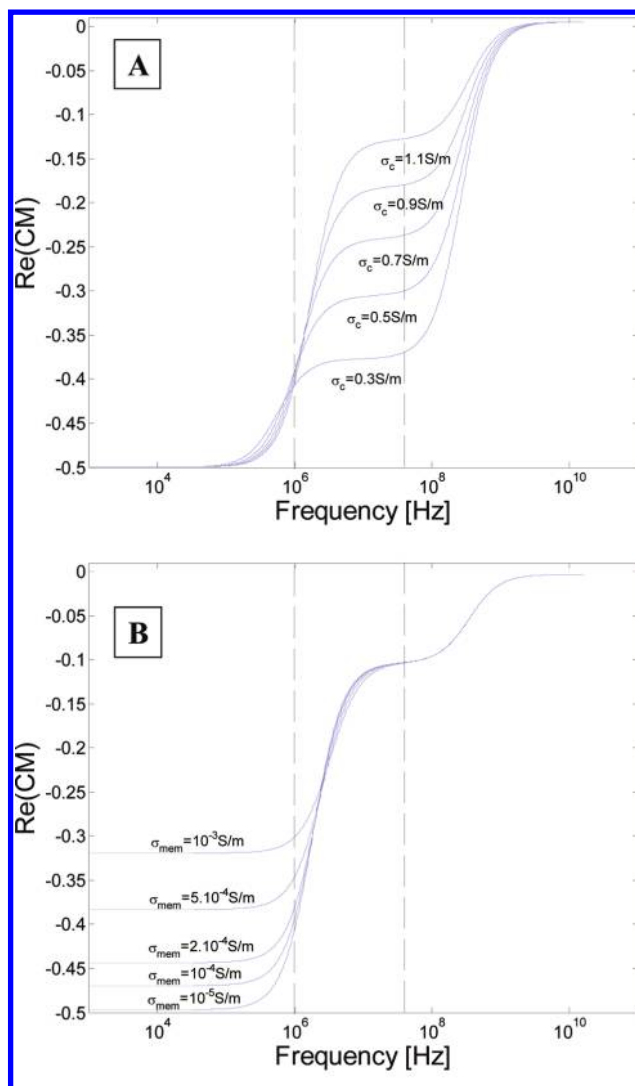 A
0
-0.05
-0.1
-0.15
-0.2
-0.25
-0.3
-0.35
-0.4
-0.45
-0.5
Re(CM)
σc=1.1S/m
σc=0.9S/m
σc=0.7S/m
σc=0.5S/m
σc=0.3S/m
10^4 10^6 10^8 10^10
Frequency [Hz]
B
0
-0.05
-0.1
-0.15
-0.2
-0.25
-0.3
-0.35
-0.4
-0.45
-0.5
Re(CM)
σmem=10^-3S/m
σmem=5.10^-4S/m
σmem=2.10^-4S/m
σmem=10^-4S/m
σmem=10^-5S/m
10^4 10^6 10^8 10^10
Frequency [Hz]